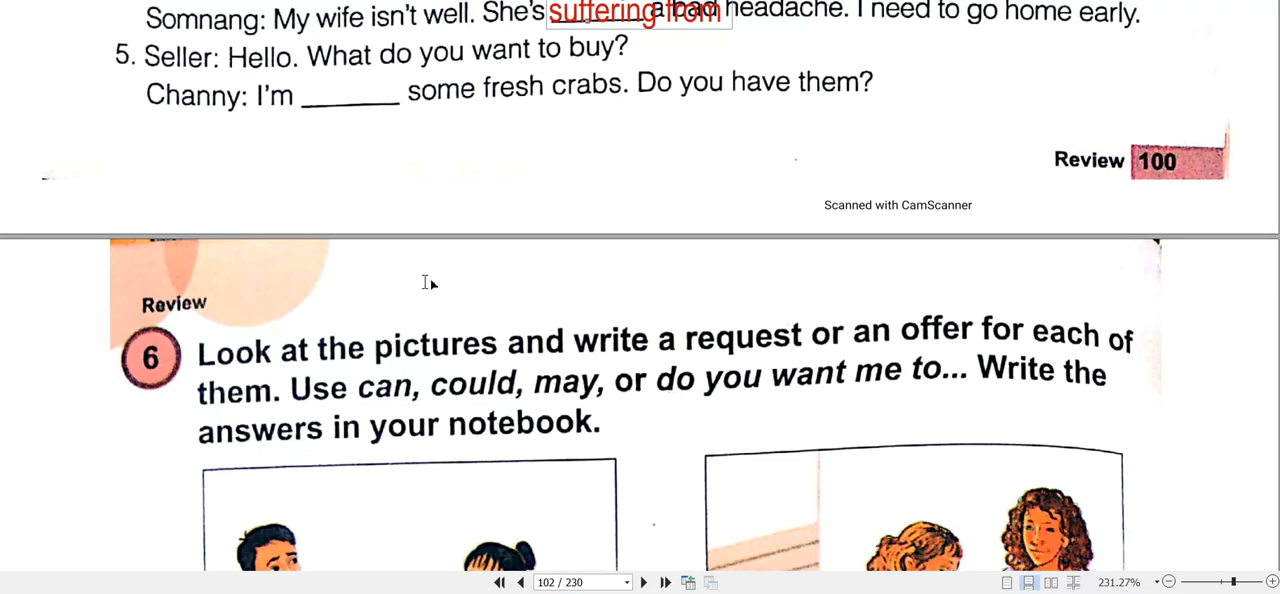 Somnang: My wife isn't well. She's suffering from a bad headache. I need to go home early.
5. Seller: Hello. What do you want to buy?
Channy: I'm _______ some fresh crabs. Do you have them?
Review 100
Scanned with CamScanner
Review
6 Look at the pictures and write a request or an offer for each of
them. Use can, could, may, or do you want me to... Write the
answers in your notebook.
102 / 230
231.27%